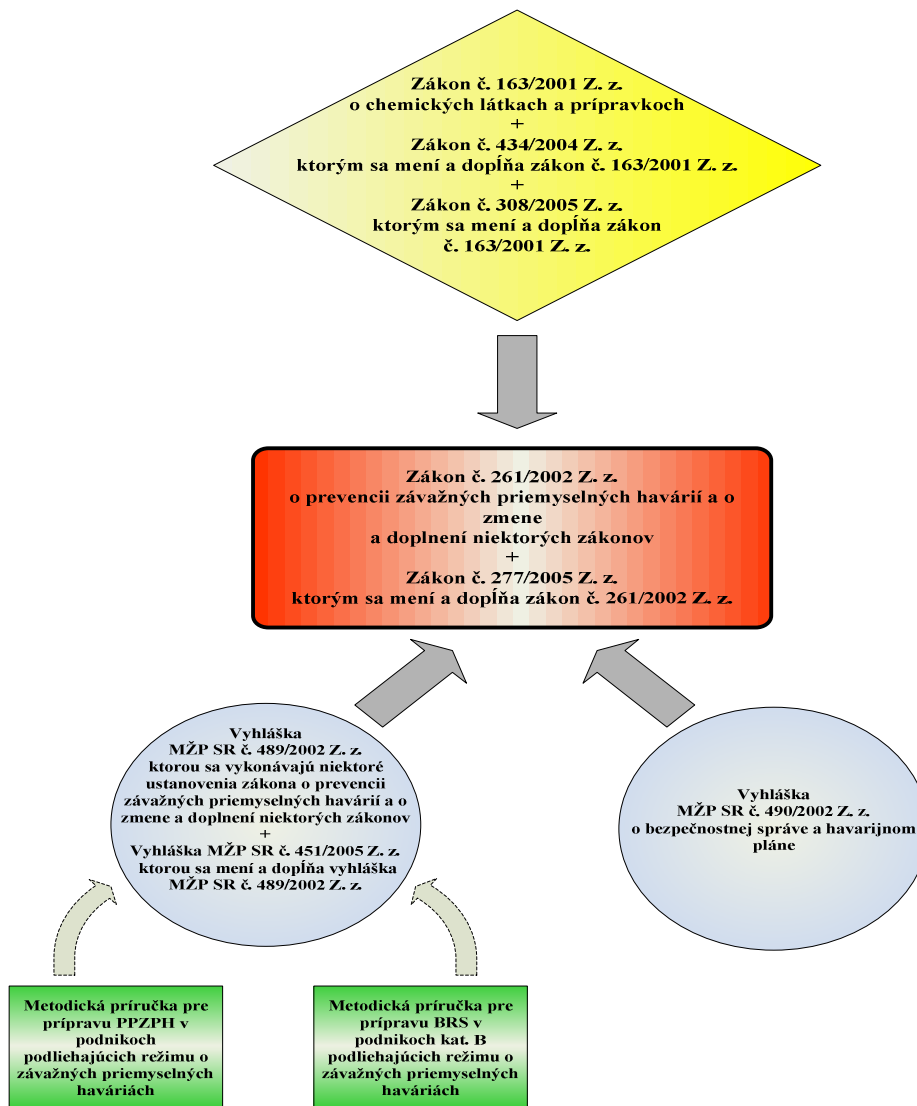 Zákon č. 163/2001 Z. z.
o chemických látkach a prípravkoch
+
Zákon č. 434/2004 Z. z.
ktorým sa mení a dopĺňa zákon č. 163/2001 Z. z.
+
Zákon č. 308/2005 Z. z.
ktorým sa mení a dopĺňa zákon
č. 163/2001 Z. z.
Zákon č. 261/2002 Z. z.
o prevencii závažných priemyselných havárií a o
zmene
a doplnení niektorých zákonov
+
Zákon č. 277/2005 Z. z.
ktorým sa mení a dopĺňa zákon č. 261/2002 Z. z.
Vyhláška
MŽP SR č. 489/2002 Z. z.
ktorou sa vykonávajú niektoré
ustanovenia zákona o prevencii
závažných priemyselných havárií a o
zmene a doplnení niektorých zákonov
+
Vyhláška MŽP SR č. 451/2005 Z. z.
ktorou sa mení a dopĺňa vyhláška
MŽP SR č. 489/2002 Z. z.
Vyhláška
MŽP SR č. 490/2002 Z. z.
o bezpečnostnej správe a havarijnom
pláne
Metodická príručka pre
prípravu PPZPH v
podnikoch
podliehajúcich režimu o
závažných priemyselných
haváriách
Metodická príručka pre
prípravu BRS v
podnikoch kat. B
podliehajúcich režimu o
závažných priemyselných
haváriách